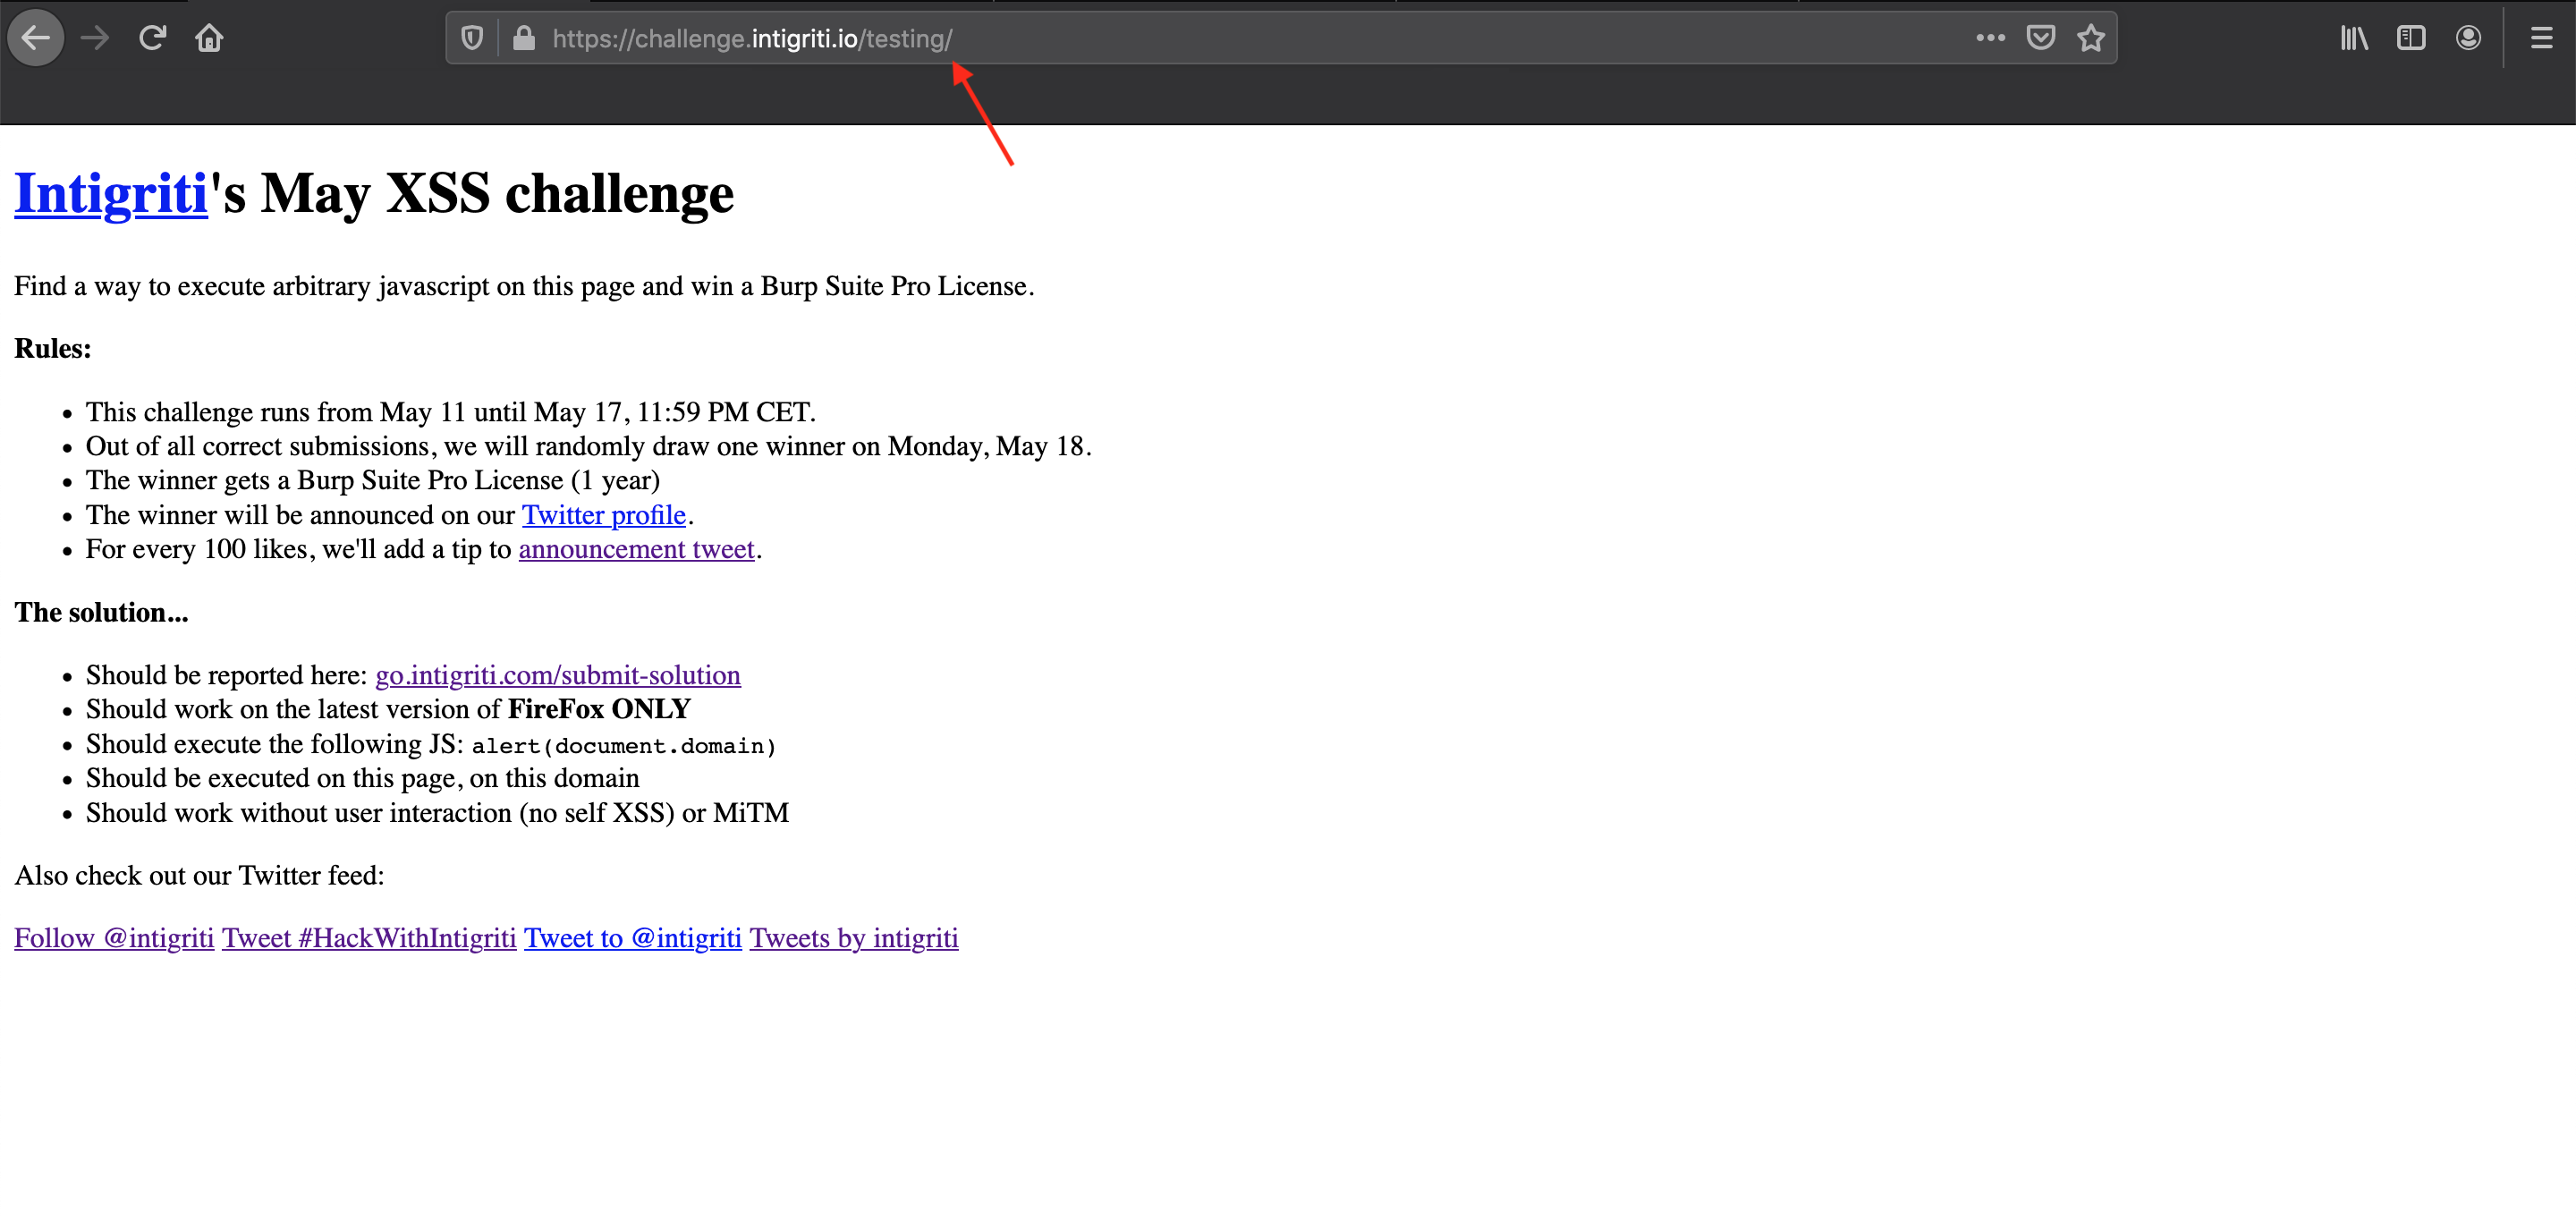 https://challenge.intigriti.io/testing/
Intigriti's May XSS challenge
Find a way to execute arbitrary javascript on this page and win a Burp Suite Pro License.
Rules:
This challenge runs from May 11 until May 17, 11:59 PM CET.
Out of all correct submissions, we will randomly draw one winner on Monday, May 18.
The winner gets a Burp Suite Pro License (1 year)
The winner will be announced on our Twitter profile.
For every 100 likes, we'll add a tip to announcement tweet.
The solution...
Should be reported here: go.intigriti.com/submit-solution
Should work on the latest version of FireFox ONLY
Should execute the following JS: alert(document.domain)
Should be executed on this page, on this domain
Should work without user interaction (no self XSS) or MiTM
Also check out our Twitter feed:
Follow @intigriti Tweet #HackWithIntigriti Tweet to @intigriti Tweets by intigriti